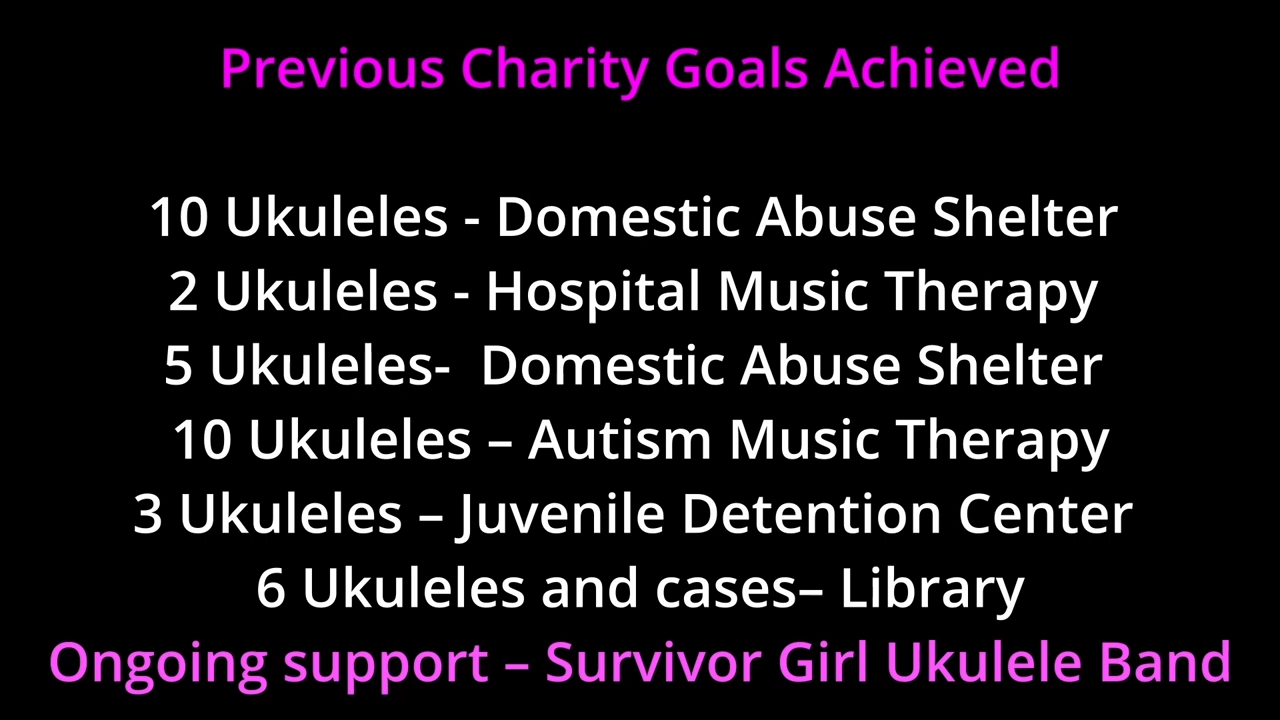 Previous Charity Goals Achieved
10 Ukuleles - Domestic Abuse Shelter
2 Ukuleles - Hospital Music Therapy
5 Ukuleles-  Domestic Abuse Shelter
10 Ukuleles – Autism Music Therapy
3 Ukuleles – Juvenile Detention Center
6 Ukuleles and cases– Library
Ongoing support – Survivor Girl Ukulele Band